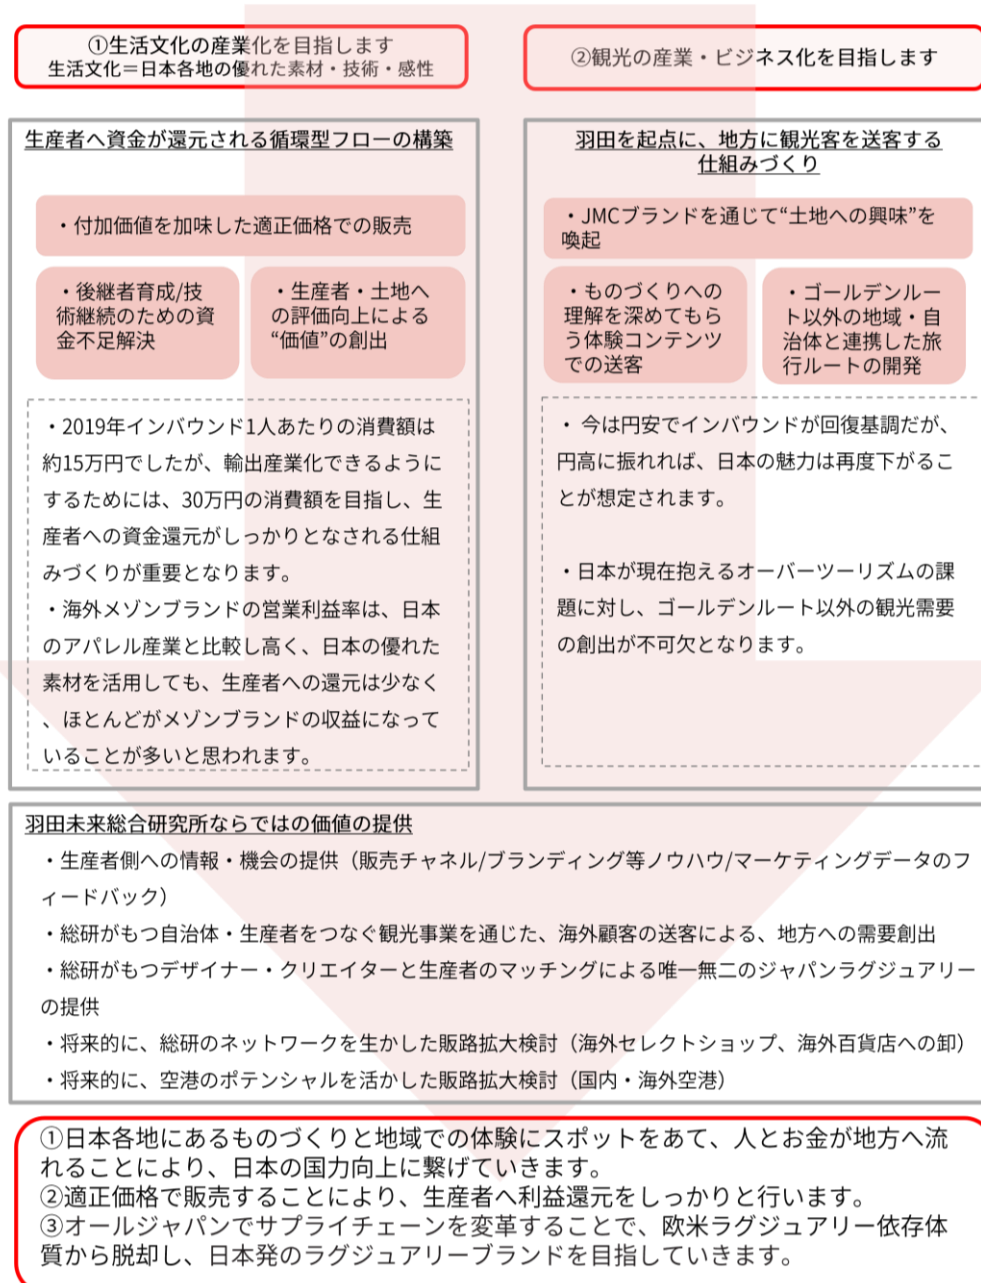 ①生活文化の産業化を目指します
生活文化＝日本各地の優れた素材・技術・感性
②観光の産業・ビジネス化を目指します
生産者へ資金が還元される循環型フローの構築
・付加価値を加味した適正価格での販売
・後継者育成/技
術継続のための資
金不足解決
・生産者・土地へ
の評価向上による
“価値”の創出
・2019年インバウンド1人あたりの消費額は
約15万円でしたが、輸出産業化できるように
するためには、30万円の消費額を目指し、生
産者への資金還元がしっかりとなされる仕組
みづくりが重要となります。
・海外メゾンブランドの営業利益率は、日本
のアパレル産業と比較し高く、日本の優れた
素材を活用しても、生産者への還元は少なく
、ほとんどがメゾンブランドの収益になって
いることが多いと思われます。
羽田を起点に、地方に観光客を送客する
仕組みづくり
・JMCブランドを通じて“土地への興味”を
喚起
・ものづくりへの
理解を深めてもら
う体験コンテンツ
での送客
・ゴールデンルー
ト以外の地域・自
治体と連携した旅
行ルートの開発
・ 今は円安でインバウンドが回復基調だが、
円高に振れれば、日本の魅力は再度下がるこ
とが想定されます。
・日本が現在抱えるオーバーツーリズムの課
題に対し、ゴールデンルート以外の観光需要
の創出が不可欠となります。
羽田未来総合研究所ならではの価値の提供
・生産者側への情報・機会の提供（販売チャネル/ブランディング等ノウハウ/マーケティングデータのフ
ィードバック）
・総研がもつ自治体・生産者をつなぐ観光事業を通じた、海外顧客の送客による、地方への需要創出
・総研がもつデザイナー・クリエイターと生産者のマッチングによる唯一無二のジャパンラグジュアリー
の提供
・将来的に、総研のネットワークを生かした販路拡大検討（海外セレクトショップ、海外百貨店への卸）
・将来的に、空港のポテンシャルを活かした販路拡大検討（国内・海外空港）
①日本各地にあるものづくりと地域での体験にスポットをあて、人とお金が地方へ流
れることにより、日本の国力向上に繋げていきます。
②適正価格で販売することにより、生産者へ利益還元をしっかりと行います。
③オールジャパンでサプライチェーンを変革することで、欧米ラグジュアリー依存体
質から脱却し、日本発のラグジュアリーブランドを目指していきます。